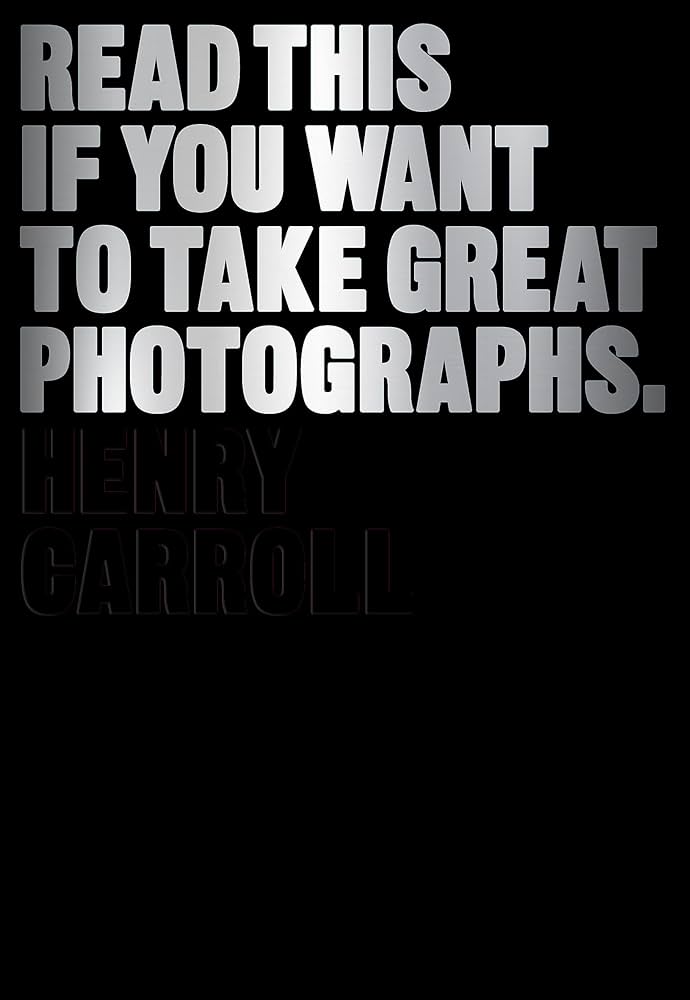 READ THIS
IF YOU WANT
TO TAKE GREAT
PHOTOGRAPHS.
HENRY
CARROLL